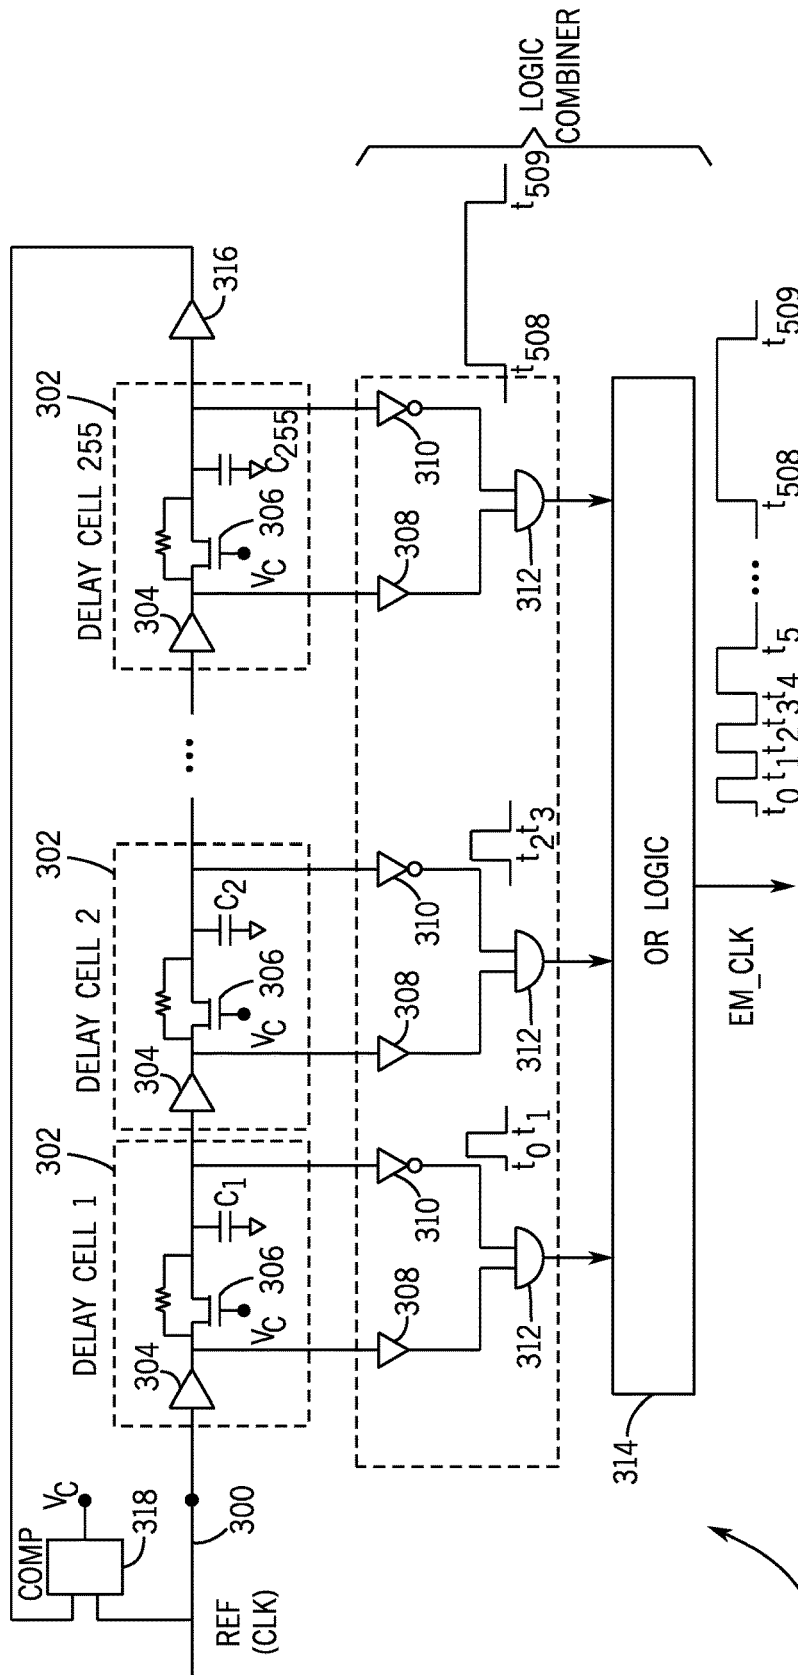 COMP
V_C
318
REF
(CLK)
300
DELAY CELL 1
302
304
V_C
306
C_1
DELAY CELL 2
302
304
V_C
306
C_2
...
DELAY CELL 255
302
304
V_C
306
C_255
316
308
310
312
t_0 t_1
308
310
312
t_2 t_3
308
310
312
t_508
t_509
LOGIC
COMBINER
314
OR LOGIC
EM_CLK
t_0 t_1 t_2 t_3 t_4 t_5 ... t_508 t_509